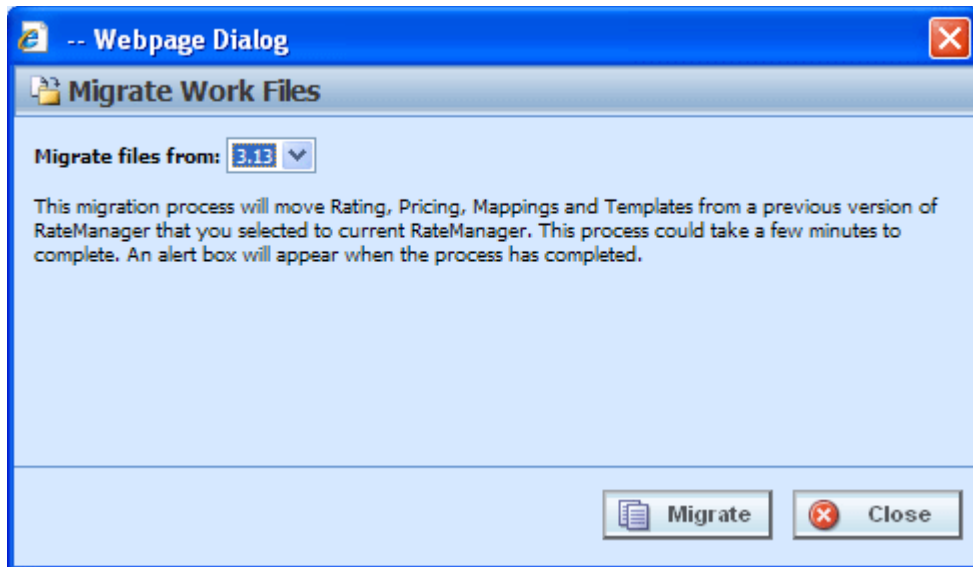 -- Webpage Dialog
Migrate Work Files
Migrate files from: 3.13
This migration process will move Rating, Pricing, Mappings and Templates from a previous version of
RateManager that you selected to current RateManager. This process could take a few minutes to
complete. An alert box will appear when the process has completed.
Migrate Close